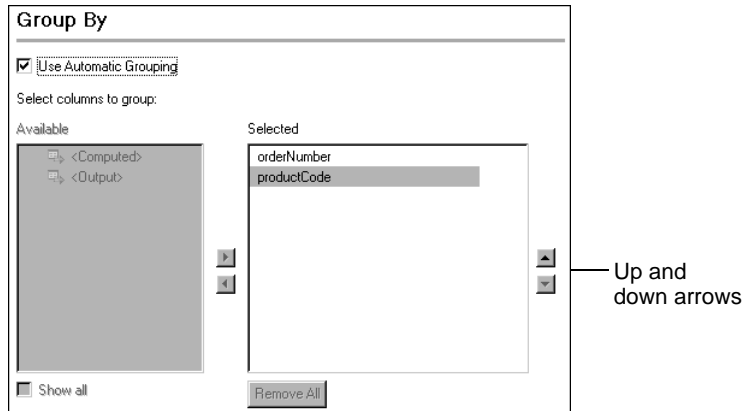 Group By
Use Automatic Grouping
Select columns to group:
Available
Selected
<Computed>
<Output>
orderNumber
productCode
Up and
down arrows
Show all
Remove All